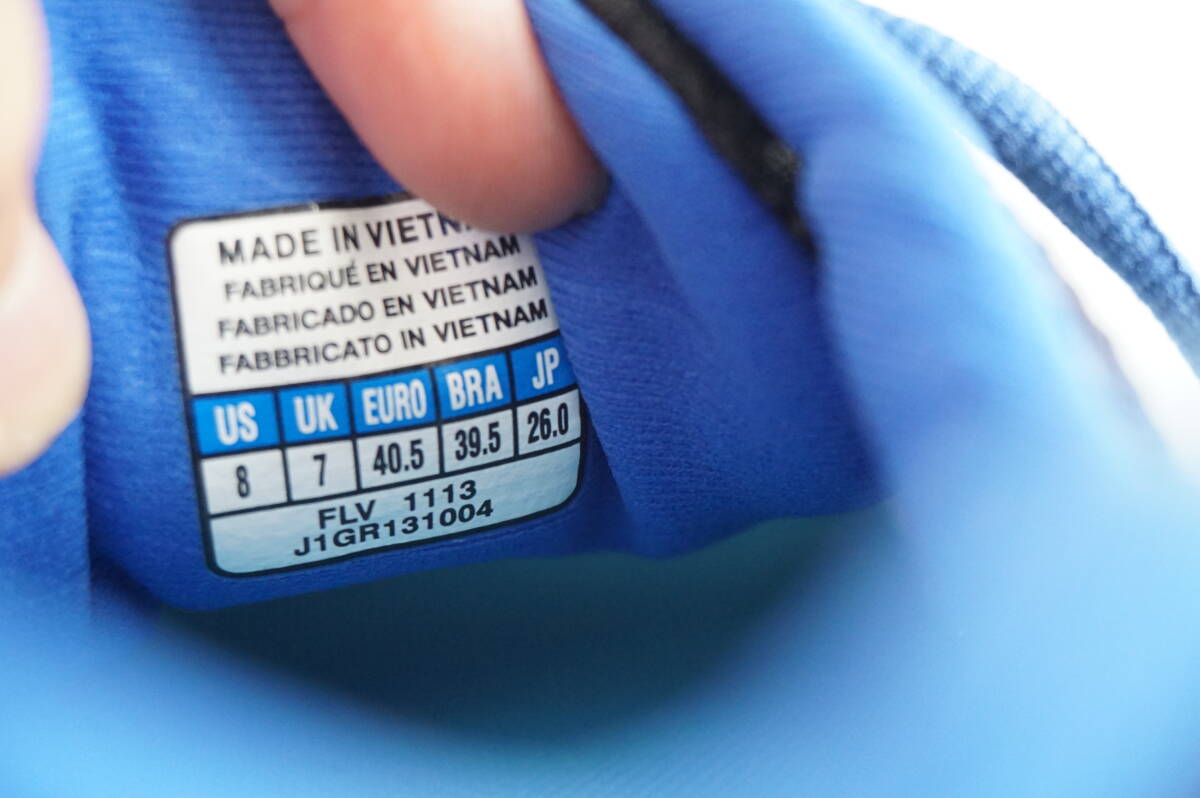 MADE IN VIETN
FABRIQUÉ EN VIETNAM
FABRICADO EN VIETNAM
FABBRICATO IN VIETNAM
US UK EURO BRA JP
8 7 40.5 39.5 26.0
FLV 1113
J1GR131004